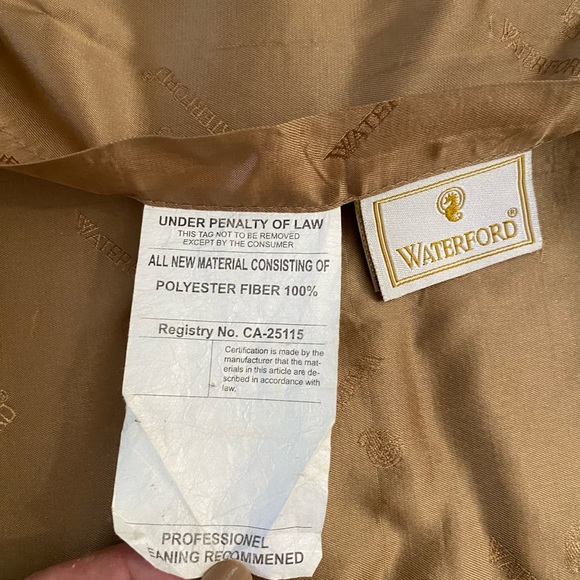 WATERFORD
WATERFORD
WATERFORD®
UNDER PENALTY OF LAW
THIS TAG NOT TO BE REMOVED
EXCEPT BY THE CONSUMER
ALL NEW MATERIAL CONSISTING OF
POLYESTER FIBER 100%
Registry No. CA-25115
Certification is made by the
manufacturer that the mat-
erials in this article are de-
scribed in accordance with
law.
PROFESSIONEL
EANING RECOMMENED